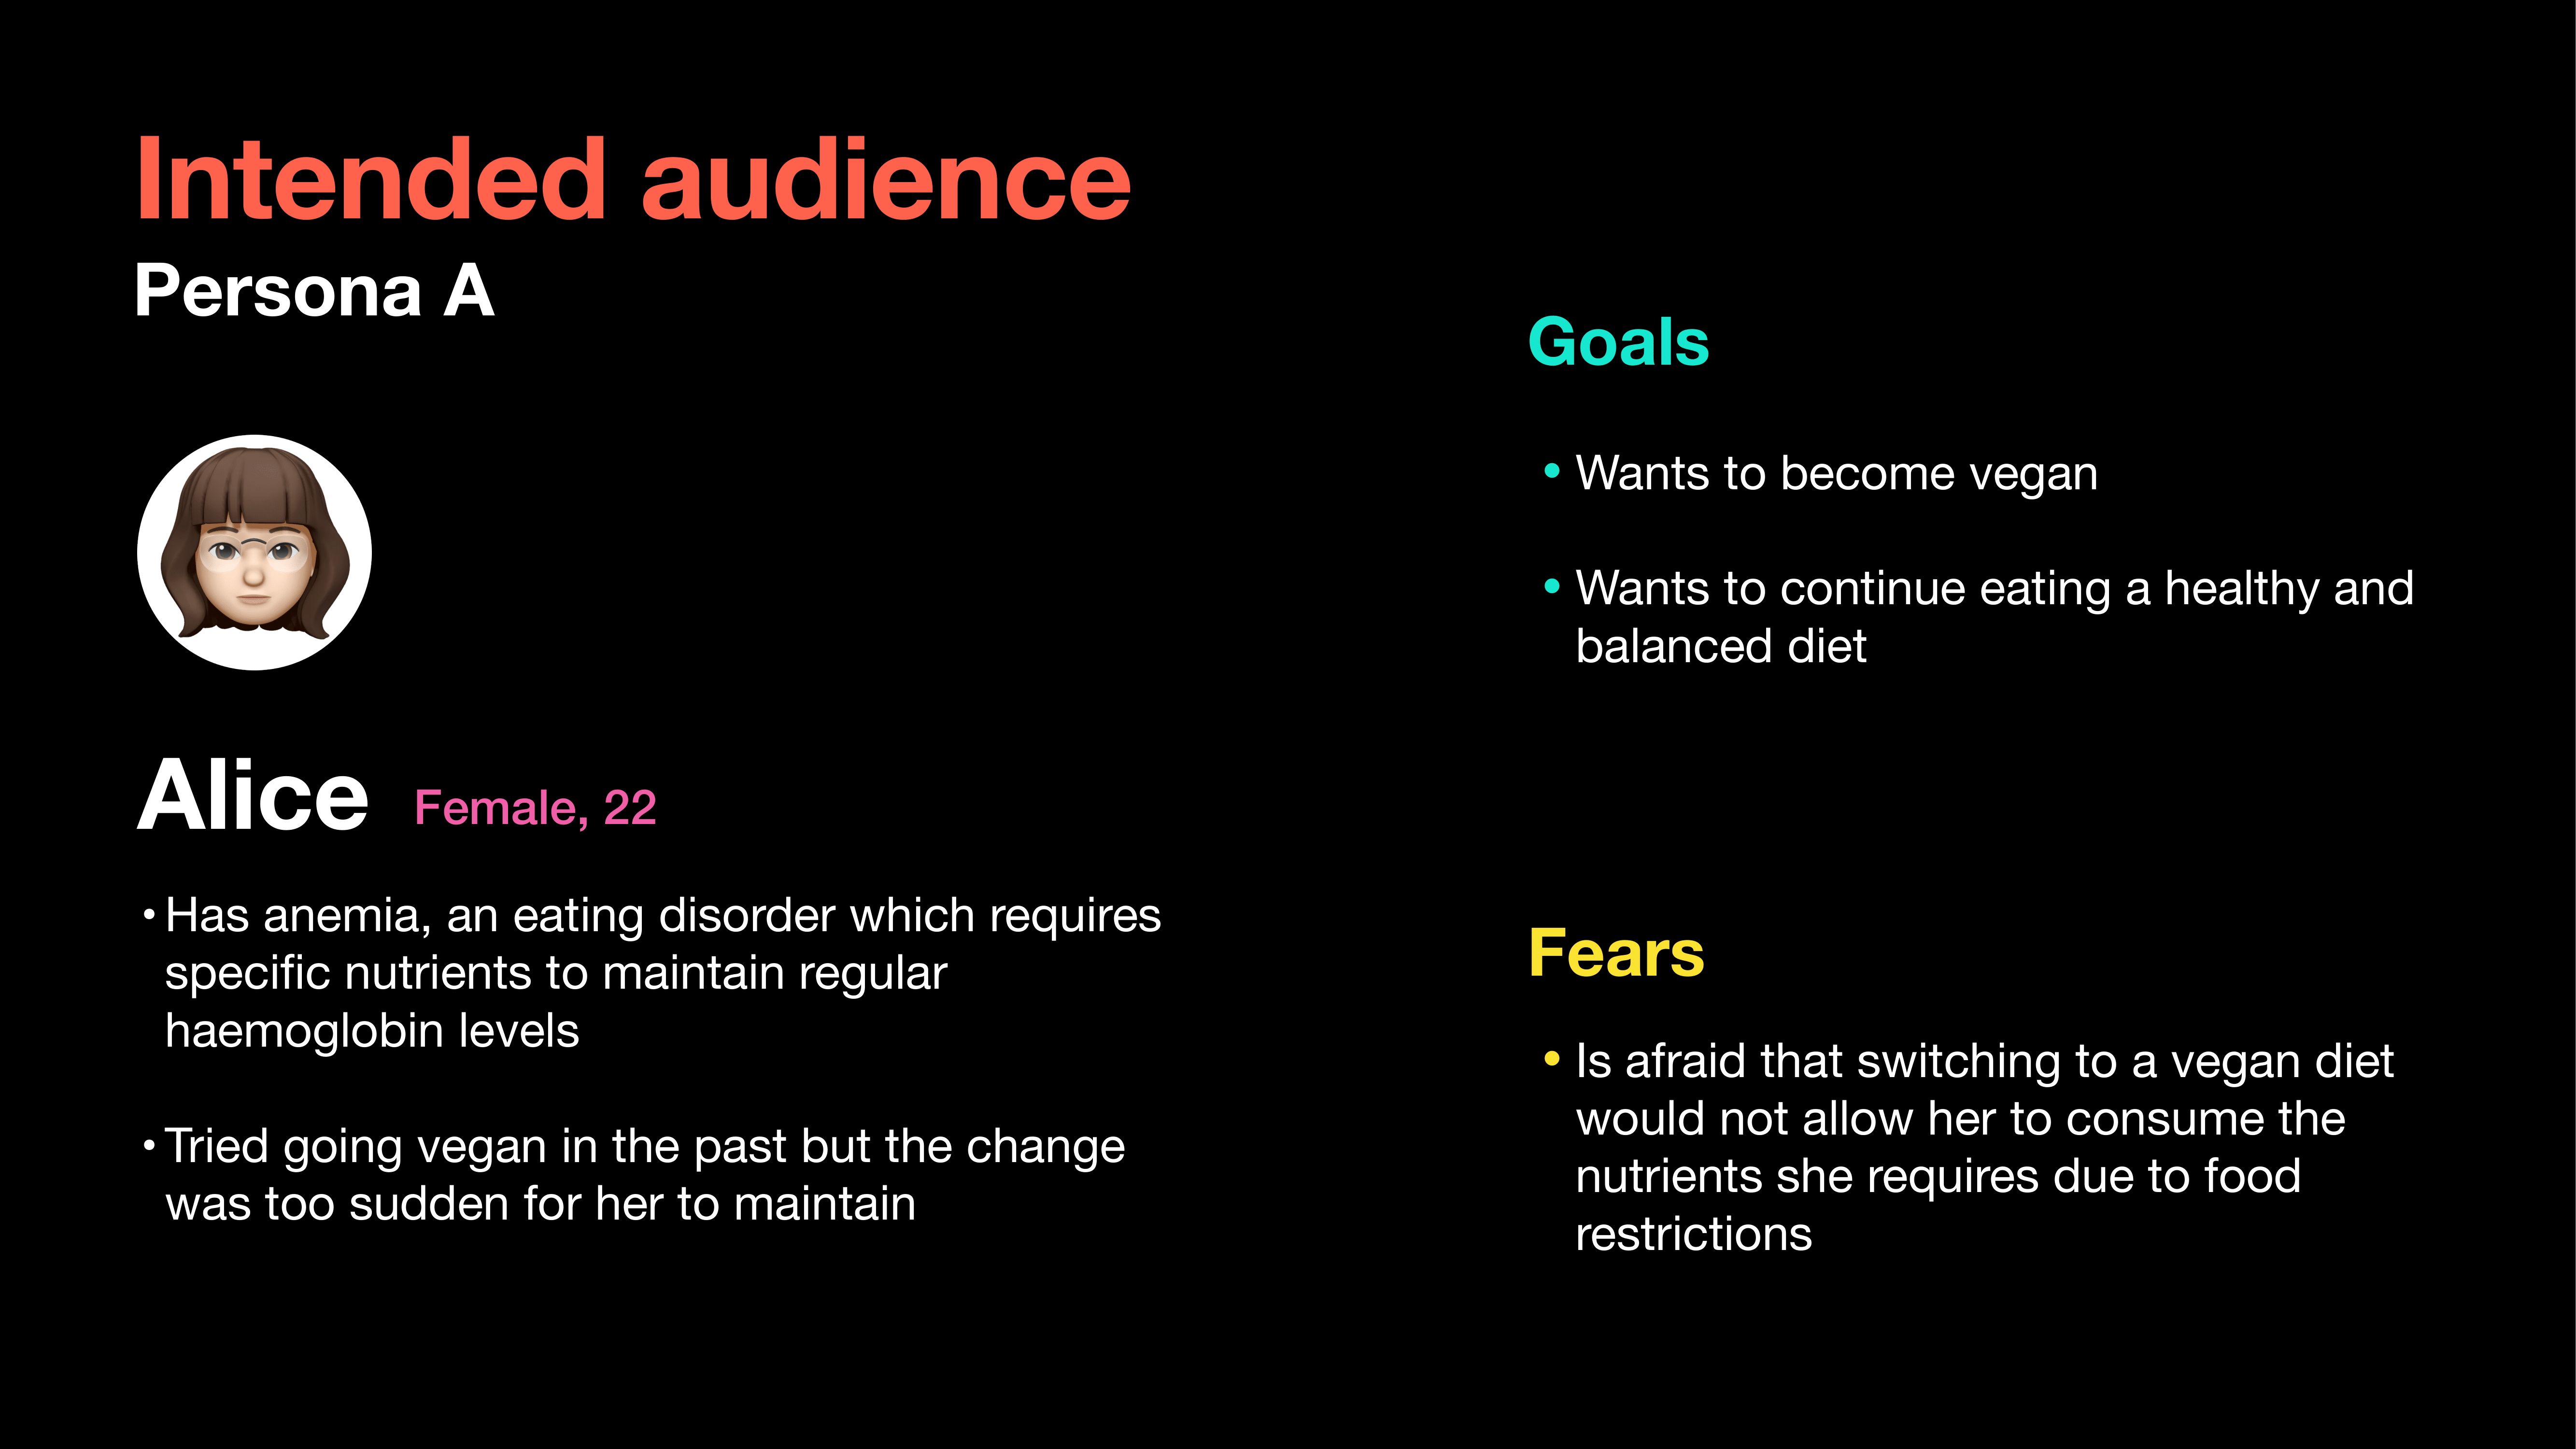 Intended audience
Persona A
Alice Female, 22
• Has anemia, an eating disorder which requires
specific nutrients to maintain regular
haemoglobin levels
• Tried going vegan in the past but the change
was too sudden for her to maintain
Goals
• Wants to become vegan
• Wants to continue eating a healthy and
balanced diet
Fears
• Is afraid that switching to a vegan diet
would not allow her to consume the
nutrients she requires due to food
restrictions